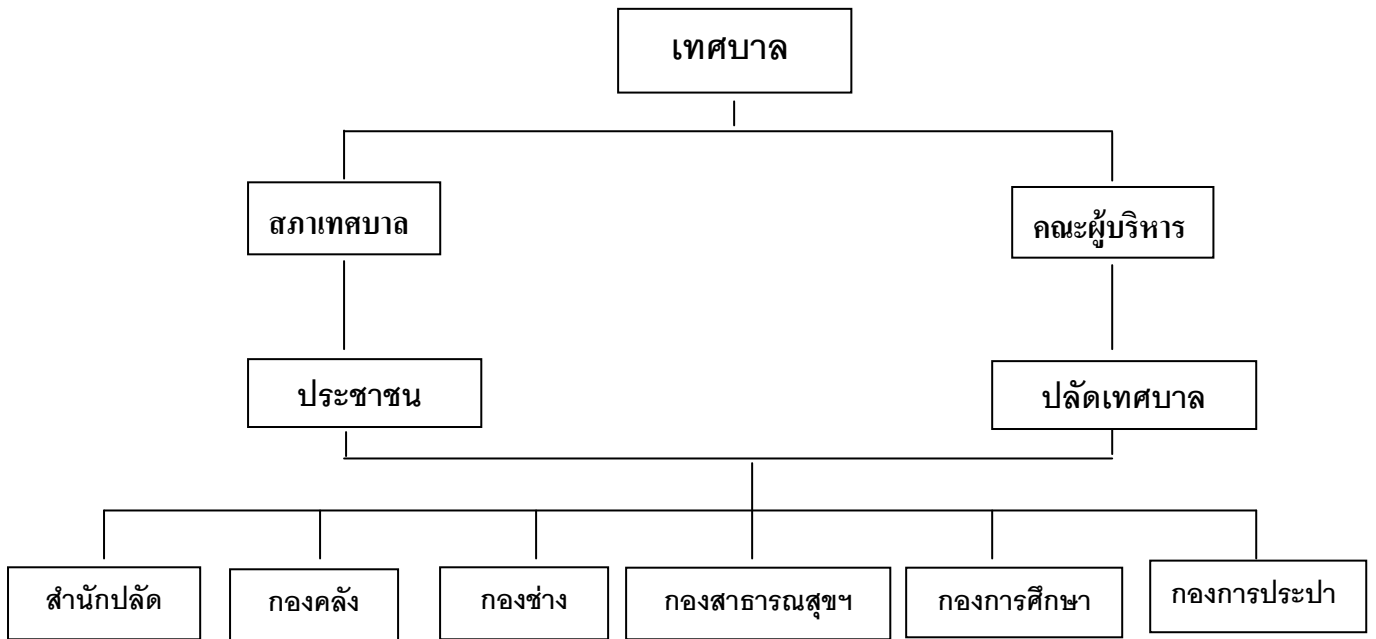 เทศบาล
สภาเทศบาล
คณะผู้บริหาร
ประชาชน
ปลัดเทศบาล
สำนักปลัด
กองคลัง
กองช่าง
กองสาธารณสุขฯ
กองการศึกษา
กองการประปา